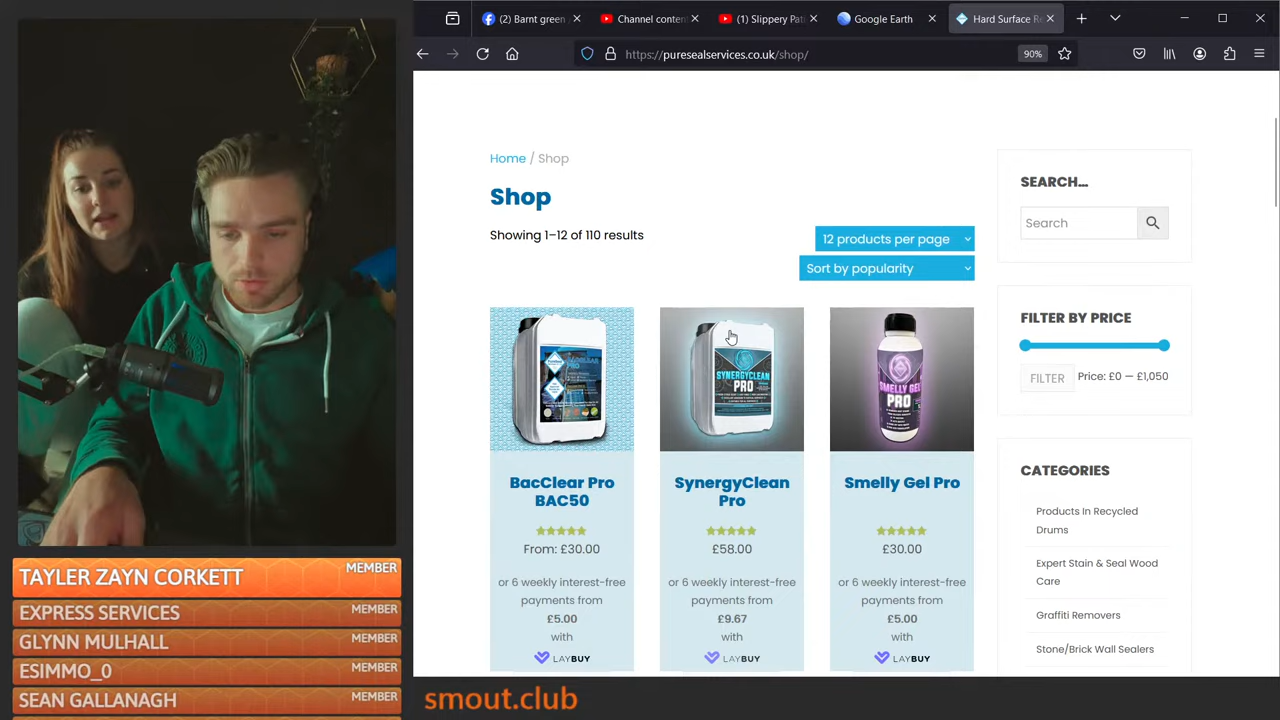 (2) Barnt green
Channel conten
(1) Slippery Pat
Google Earth
Hard Surface Re
https://puresealservices.co.uk/shop/
90%
Home / Shop
Shop
Showing 1–12 of 110 results
12 products per page
Sort by popularity
SYNERGYCLEAN
PRO
SMELLY GEL
PRO
BacClear Pro
BAC50
From: £30.00
or 6 weekly interest-free
payments from
£5.00
with
LAYBUY
SynergyClean
Pro
£58.00
or 6 weekly interest-free
payments from
£9.67
with
LAYBUY
Smelly Gel Pro
£30.00
or 6 weekly interest-free
payments from
£5.00
with
LAYBUY
SEARCH...
Search
FILTER BY PRICE
FILTER
Price: £0 — £1,050
CATEGORIES
Products In Recycled
Drums
Expert Stain & Seal Wood
Care
Graffiti Removers
Stone/Brick Wall Sealers
TAYLER ZAYN CORKETT
MEMBER
EXPRESS SERVICES
MEMBER
GLYNN MULHALL
MEMBER
ESIMMO_0
MEMBER
SEAN GALLANAGH
MEMBER
smout.club